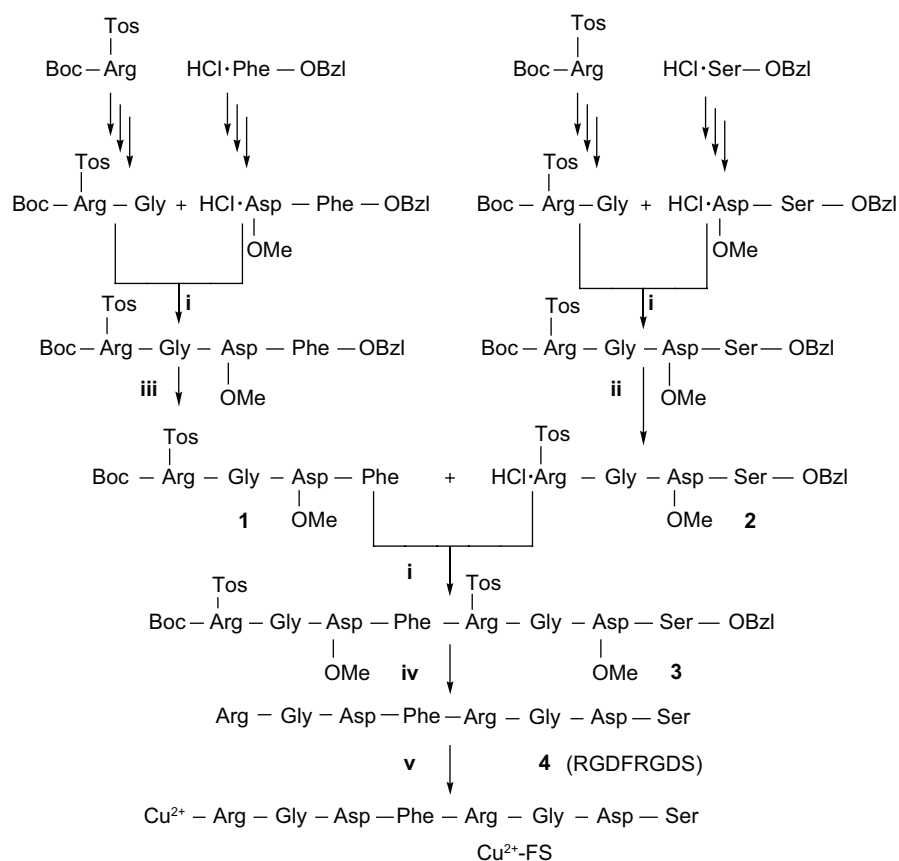 Tos Tos
Boc – Arg HCl·Phe – OBzl Boc – Arg HCl·Ser – OBzl
Tos Tos
Boc – Arg – Gly + HCl·Asp – Phe – OBzl Boc – Arg – Gly + HCl·Asp – Ser – OBzl
OMe OMe
i i
Tos Tos
Boc – Arg – Gly – Asp – Phe – OBzl Boc – Arg – Gly – Asp – Ser – OBzl
iii OMe ii OMe
Tos Tos
Boc – Arg – Gly – Asp – Phe + HCl·Arg – Gly – Asp – Ser – OBzl
1 OMe OMe 2
i
Tos Tos
Boc – Arg – Gly – Asp – Phe – Arg – Gly – Asp – Ser – OBzl
OMe iv OMe 3
Arg – Gly – Asp – Phe – Arg – Gly – Asp – Ser
v 4 (RGDFRGDS)
Cu²⁺ – Arg – Gly – Asp – Phe – Arg – Gly – Asp – Ser
Cu²⁺-FS